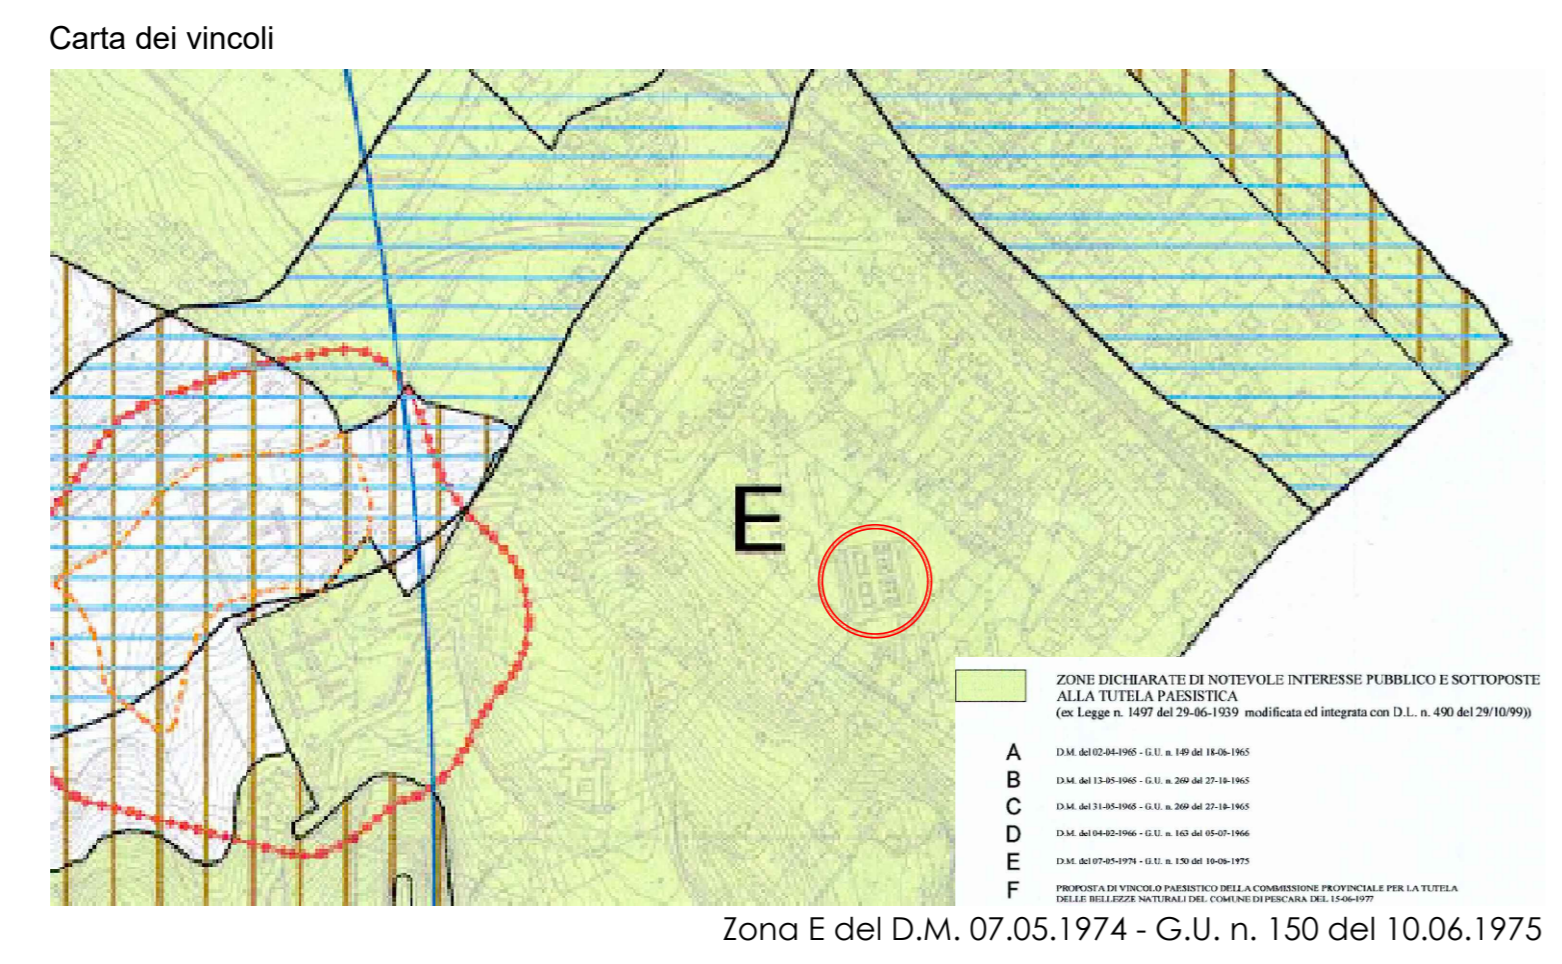 Carta dei vincoli
E
ZONE DICHIARATE DI NOTEVOLE INTERESSE PUBBLICO E SOTTOPOSTE
ALLA TUTELA PAESISTICA
(ex Legge n. 1497 del 29-06-1939 modificata ed integrata con D.L. n. 490 del 29/10/99))
A D.M. del 02-04-1965 - G.U. n. 149 del 18-06-1965
B D.M. del 13-05-1965 - G.U. n. 269 del 27-10-1965
C D.M. del 31-05-1965 - G.U. n. 269 del 27-10-1965
D D.M. del 04-02-1966 - G.U. n. 163 del 05-07-1966
E D.M. del 07-05-1974 - G.U. n. 150 del 10-06-1975
F PROPOSTA DI VINCOLO PAESISTICO DELLA COMMISSIONE PROVINCIALE PER LA TUTELA
DELLE BELLEZZE NATURALI DEL COMUNE DI PESCARA DEL 15-06-1977
Zona E del D.M. 07.05.1974 - G.U. n. 150 del 10.06.1975